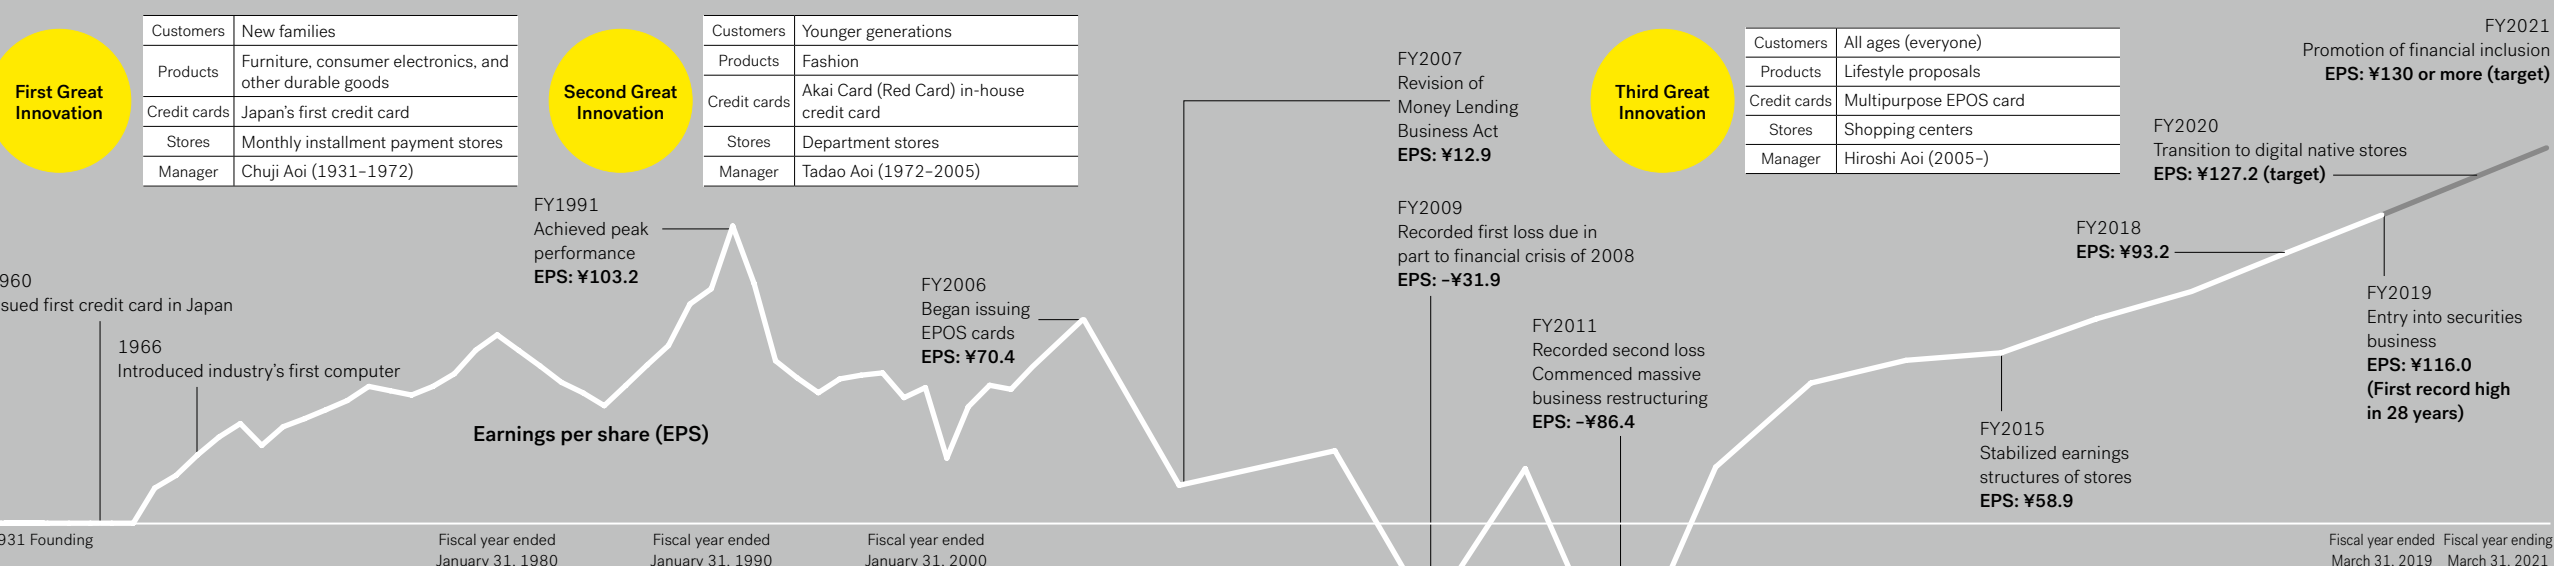 First Great
Innovation
Customers New families
Products Furniture, consumer electronics, and
other durable goods
Credit cards Japan's first credit card
Stores Monthly installment payment stores
Manager Chuji Aoi (1931–1972)
Second Great
Innovation
Customers Younger generations
Products Fashion
Credit cards Akai Card (Red Card) in-house
credit card
Stores Department stores
Manager Tadao Aoi (1972–2005)
FY2007
Revision of
Money Lending
Business Act
EPS: ¥12.9
Third Great
Innovation
Customers All ages (everyone)
Products Lifestyle proposals
Credit cards Multipurpose EPOS card
Stores Shopping centers
Manager Hiroshi Aoi (2005–)
FY2021
Promotion of financial inclusion
EPS: ¥130 or more (target)
FY2020
Transition to digital native stores
EPS: ¥127.2 (target)
960
sued first credit card in Japan
1966
Introduced industry's first computer
FY1991
Achieved peak
performance
EPS: ¥103.2
FY2006
Began issuing
EPOS cards
EPS: ¥70.4
FY2009
Recorded first loss due in
part to financial crisis of 2008
EPS: –¥31.9
FY2011
Recorded second loss
Commenced massive
business restructuring
EPS: –¥86.4
FY2018
EPS: ¥93.2
FY2019
Entry into securities
business
EPS: ¥116.0
(First record high
in 28 years)
FY2015
Stabilized earnings
structures of stores
EPS: ¥58.9
Earnings per share (EPS)
931 Founding
Fiscal year ended
January 31, 1980
Fiscal year ended
January 31, 1990
Fiscal year ended
January 31, 2000
Fiscal year ended
March 31, 2019
Fiscal year ending
March 31, 2021